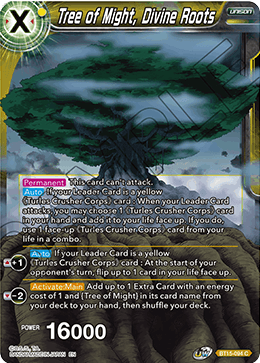 X
Tree of Might, Divine Roots
UNISON
Permanent This card can't attack.
Auto If your Leader Card is a yellow
《Turles Crusher Corps》 card : When your Leader Card
attacks, you may choose 1 《Turles Crusher Corps》 card
in your hand and add it to your life face up. If you do,
use 1 face-up 《Turles Crusher Corps》 card from your
life in a combo.
+1 Auto If your Leader Card is a yellow
《Turles Crusher Corps》 card : At the start of your
opponent's turn, flip up to 1 card in your life face up.
-2 Activate:Main Add up to 1 Extra Card with an energy
cost of 1 and {Tree of Might} in its card name from
your deck to your hand, then shuffle your deck.
POWER 16000
BANDAI MADE IN JAPAN EN
BT15-094 C